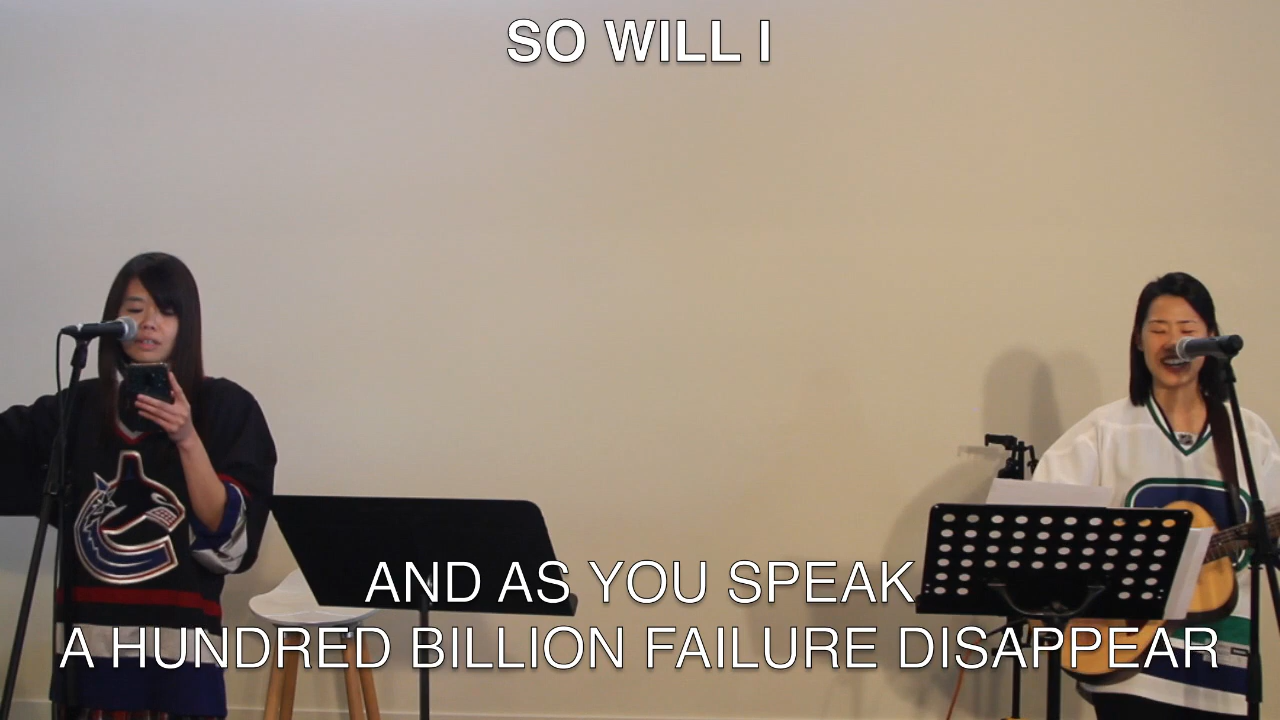 SO WILL I
AND AS YOU SPEAK
A HUNDRED BILLION FAILURE DISAPPEAR